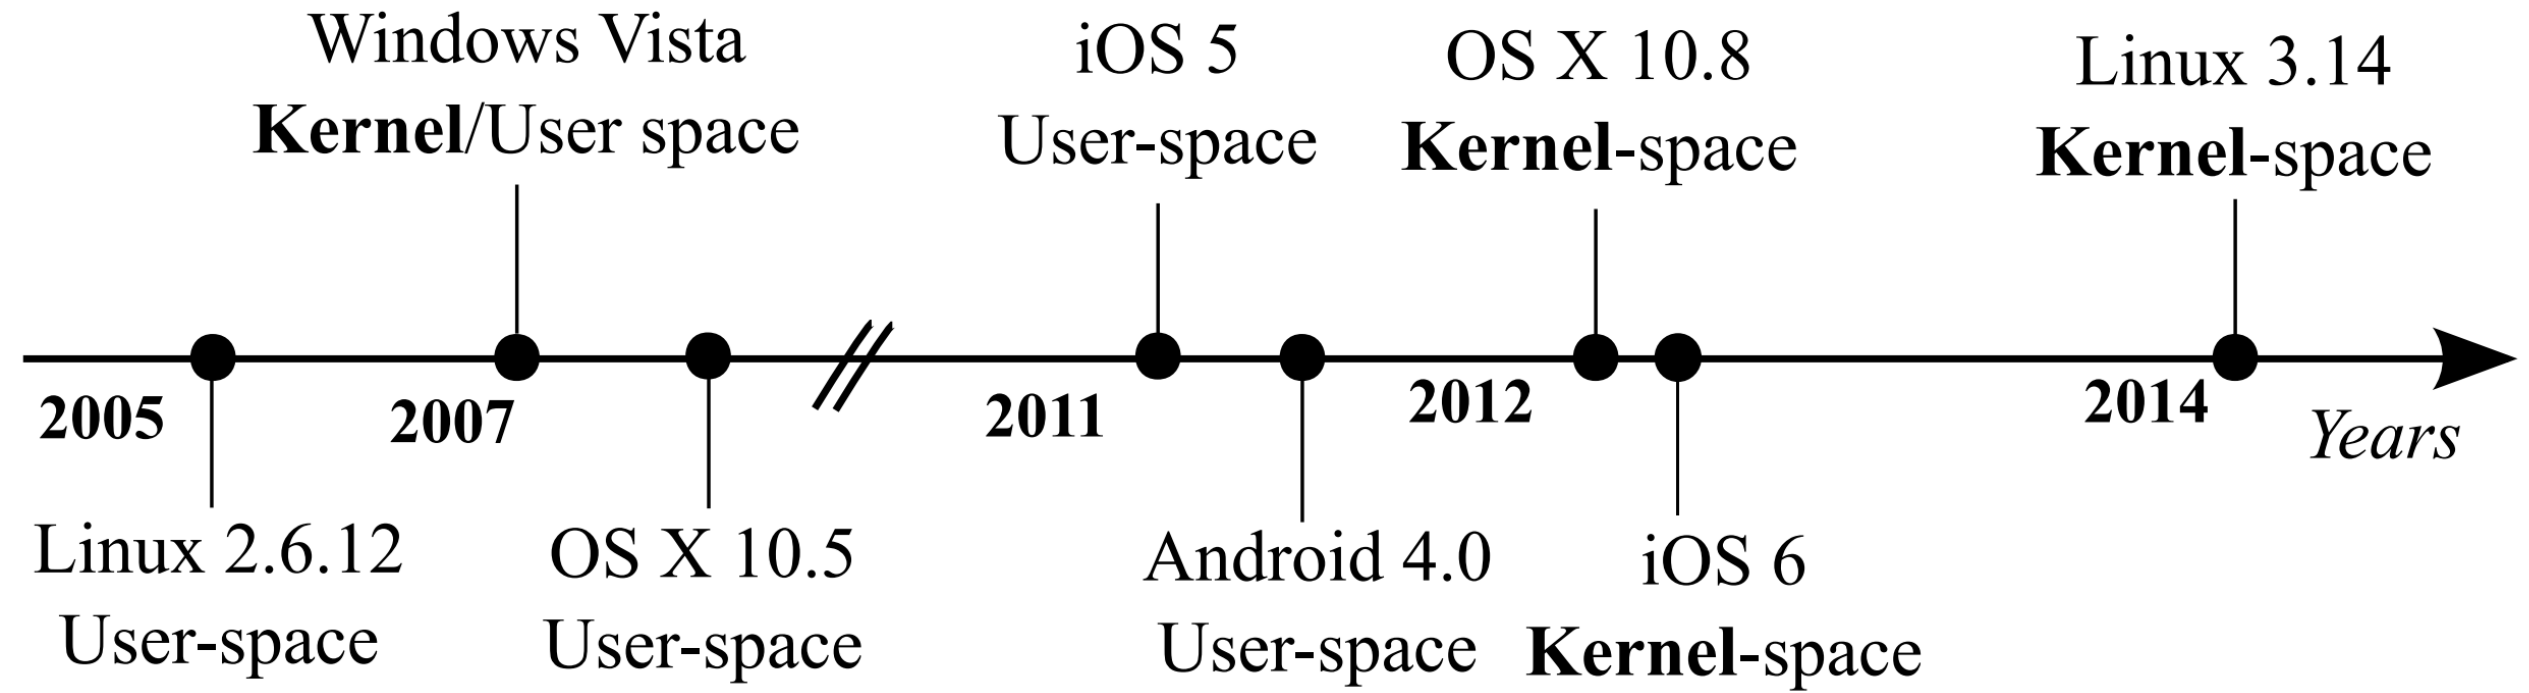 Windows Vista
Kernel/User space
iOS 5
User-space
OS X 10.8
Kernel-space
Linux 3.14
Kernel-space
2005
2007
2011
2012
2014
Years
Linux 2.6.12
User-space
OS X 10.5
User-space
Android 4.0
User-space
iOS 6
Kernel-space